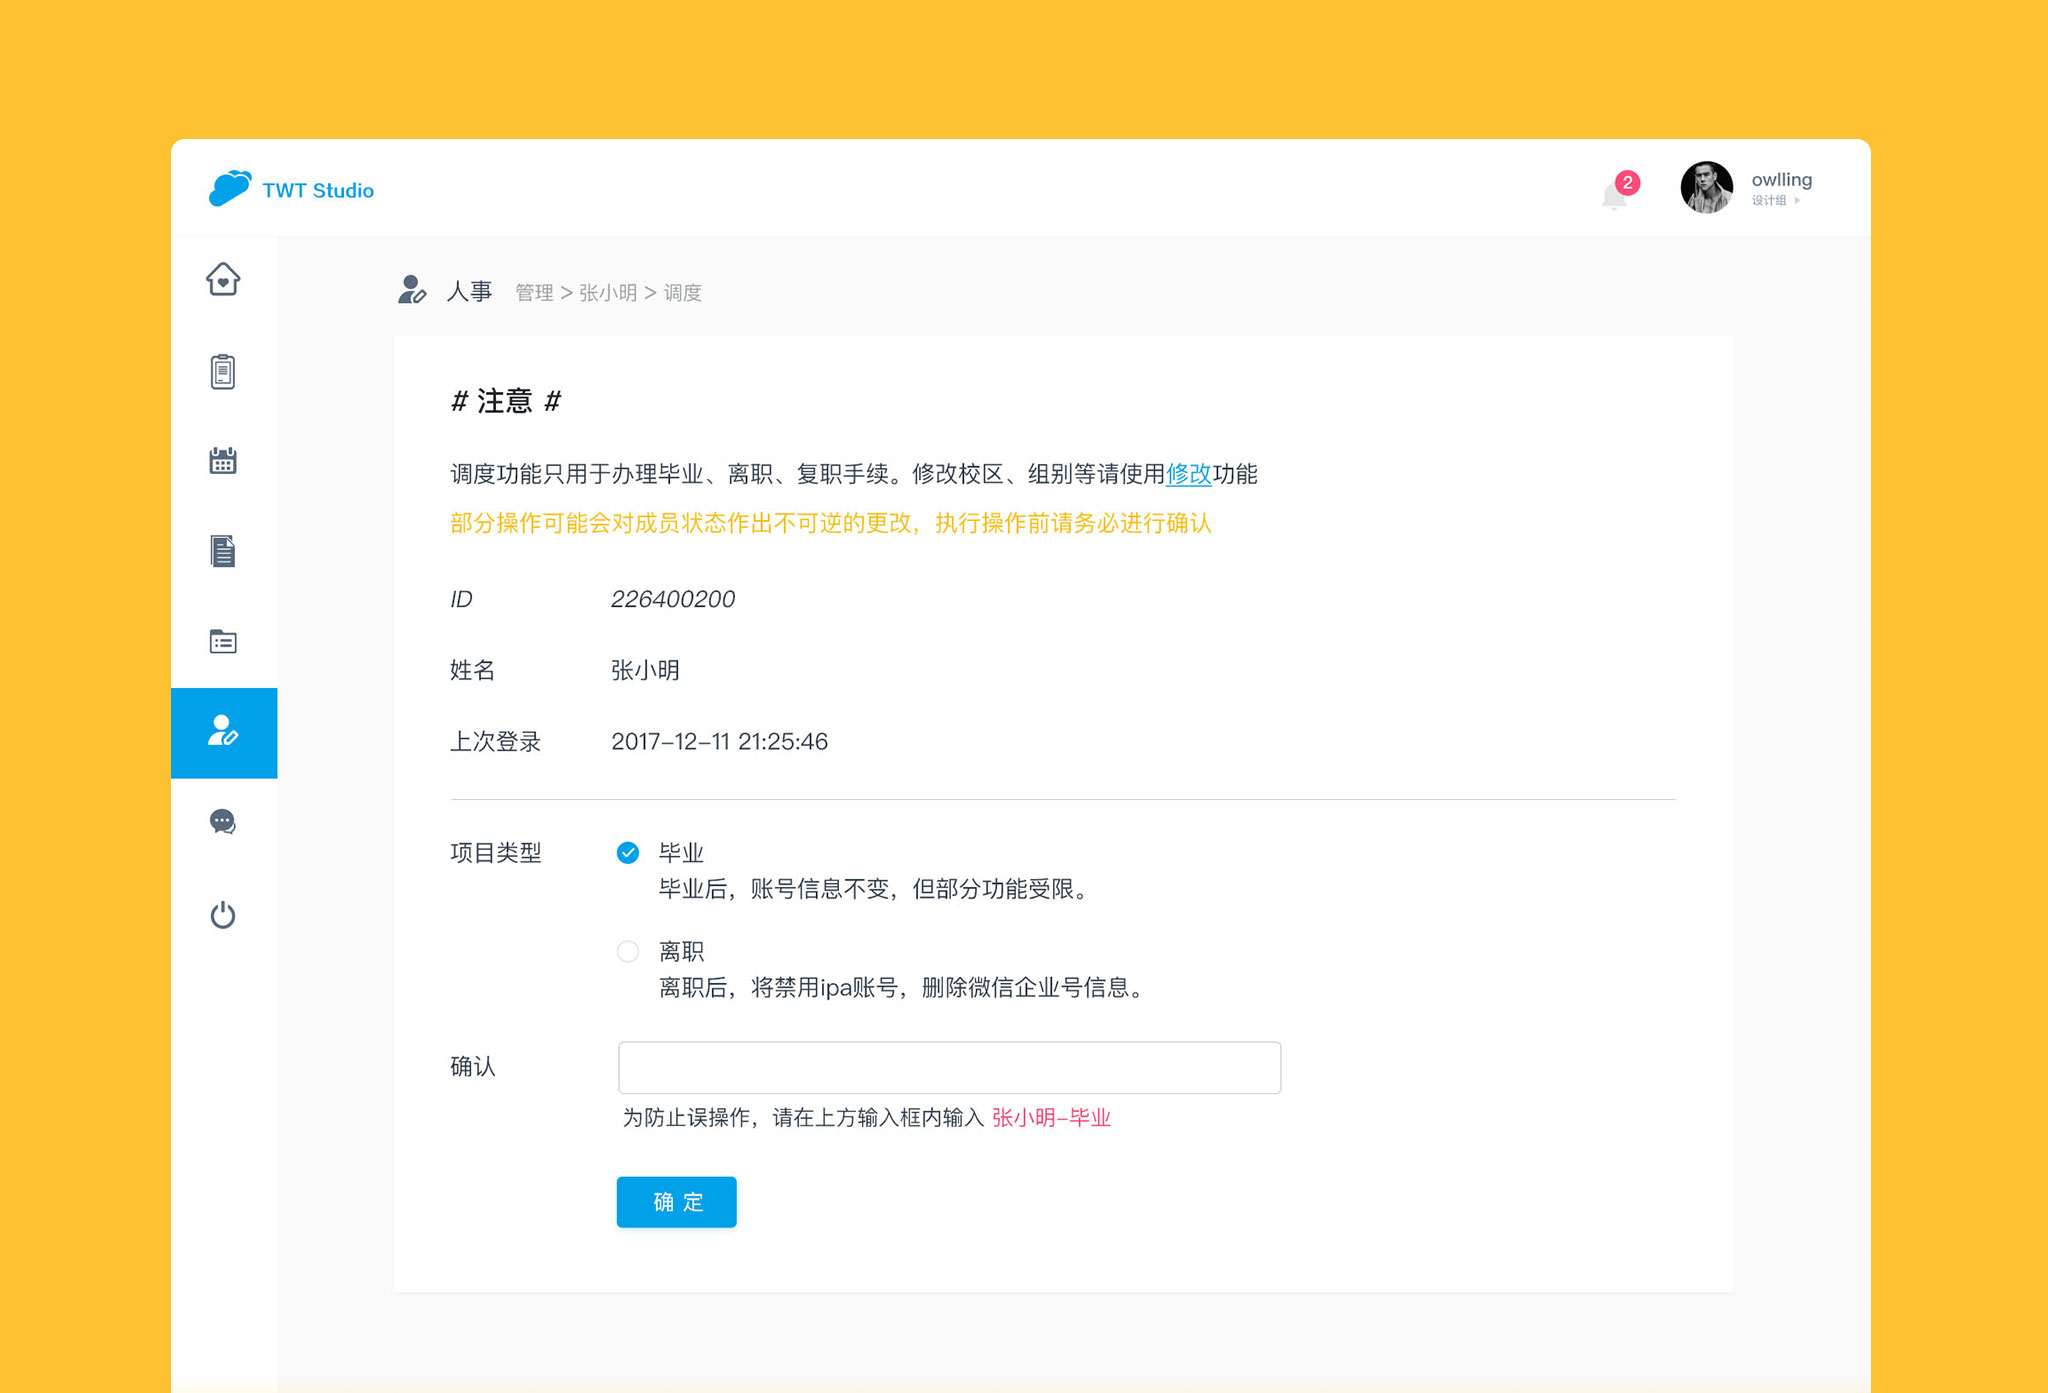 TWT Studio
2
owlling
设计组
人事 管理 > 张小明 > 调度
# 注意 #
调度功能只用于办理毕业、离职、复职手续。修改校区、组别等请使用修改功能
部分操作可能会对成员状态作出不可逆的更改，执行操作前请务必进行确认
ID 226400200
姓名 张小明
上次登录 2017-12-11 21:25:46
项目类型 毕业
毕业后，账号信息不变，但部分功能受限。
离职
离职后，将禁用ipa账号，删除微信企业号信息。
确认
为防止误操作，请在上方输入框内输入 张小明-毕业
确 定